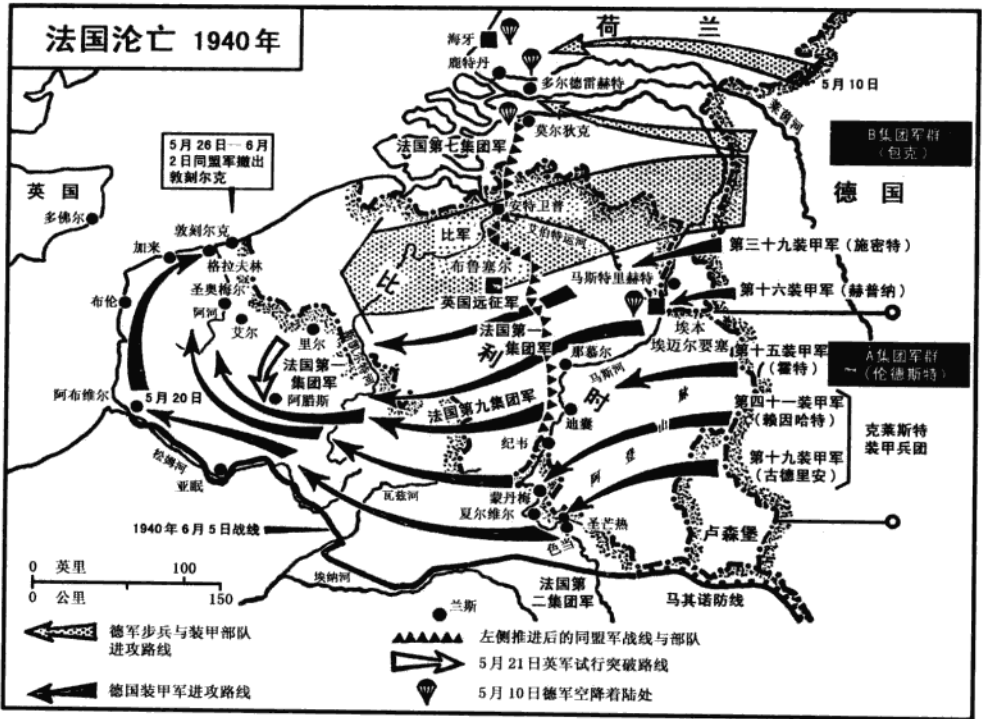 法国沦亡 1940年
海牙
荷兰
鹿特丹
多尔德雷赫特
5月10日
莱茵河
莫尔狄克
B集团军群
(包克)
5月26日—6月
2日同盟军撤出
敦刻尔克
法国第七集团军
英国
德国
多佛尔
安特卫普
敦刻尔克
比军
艾伯特运河
加来
格拉夫林
第三十九装甲军(施密特)
布鲁塞尔
马斯特里赫特
比利时
圣奥梅尔
第十六装甲军(赫普纳)
布伦
阿河
英国远征军
艾尔
里尔
法国第一
集团军
埃本
埃迈尔要塞
第十五装甲军
(霍特)
A集团军群
(伦德斯特)
那慕尔
法国第一
集团军
马斯河
阿布维尔
5月20日
阿腊斯
法国第九集团军
迪囊
第四十一装甲军
(赖因哈特)
克莱斯特
装甲兵团
阿登山脉
纪韦
第十九装甲军
(古德里安)
松姆河
亚眠
瓦兹河
蒙丹梅
夏尔维尔
1940年6月5日战线
圣芒热
色当
卢森堡
0 英里 100
0 公里 150
埃纳河
法国第
二集团军
马其诺防线
兰斯
德军步兵与装甲部队
进攻路线
左侧推进后的同盟军战线与部队
5月21日英军试行突破路线
德国装甲军进攻路线
5月10日德军空降着陆处